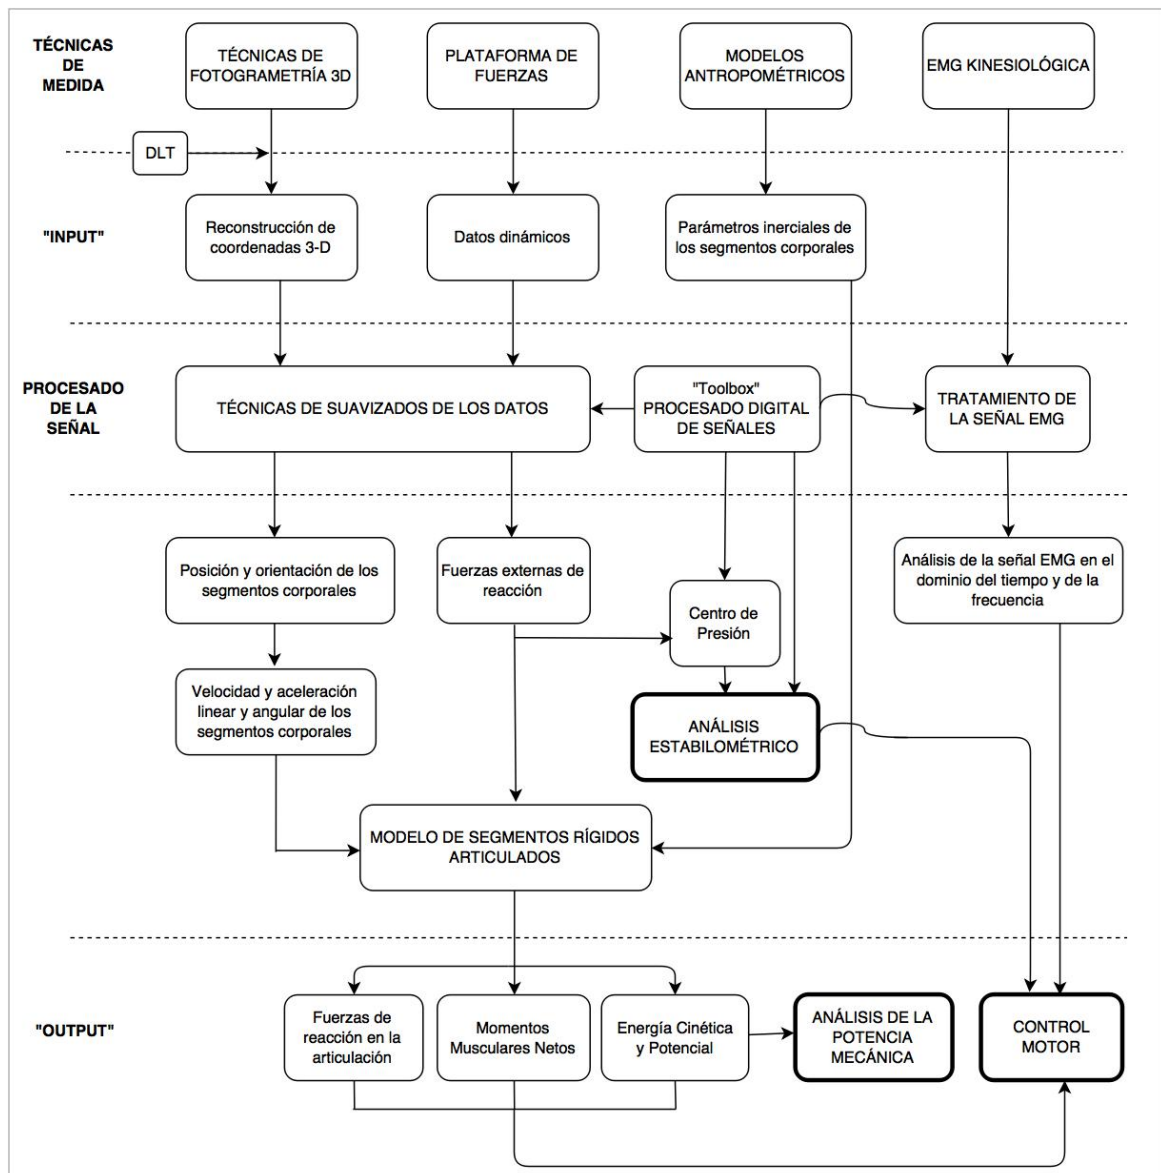 TÉCNICAS
DE
MEDIDA
TÉCNICAS DE
FOTOGRAMETRÍA 3D
PLATAFORMA DE
FUERZAS
MODELOS
ANTROPOMÉTRICOS
EMG KINESIOLÓGICA
DLT
"INPUT"
Reconstrucción de
coordenadas 3-D
Datos dinámicos
Parámetros inerciales de
los segmentos corporales
PROCESADO
DE LA
SEÑAL
TÉCNICAS DE SUAVIZADOS DE LOS DATOS
"Toolbox"
PROCESADO DIGITAL
DE SEÑALES
TRATAMIENTO DE
LA SEÑAL EMG
Posición y orientación de los
segmentos corporales
Fuerzas externas de
reacción
Centro de
Presión
Análisis de la señal EMG en el
dominio del tiempo y de la
frecuencia
Velocidad y aceleración
linear y angular de los
segmentos corporales
ANÁLISIS
ESTABILOMÉTRICO
MODELO DE SEGMENTOS RÍGIDOS
ARTICULADOS
"OUTPUT"
Fuerzas de
reacción en la
articulación
Momentos
Musculares Netos
Energía Cinética
y Potencial
ANÁLISIS DE LA
POTENCIA
MECÁNICA
CONTROL
MOTOR